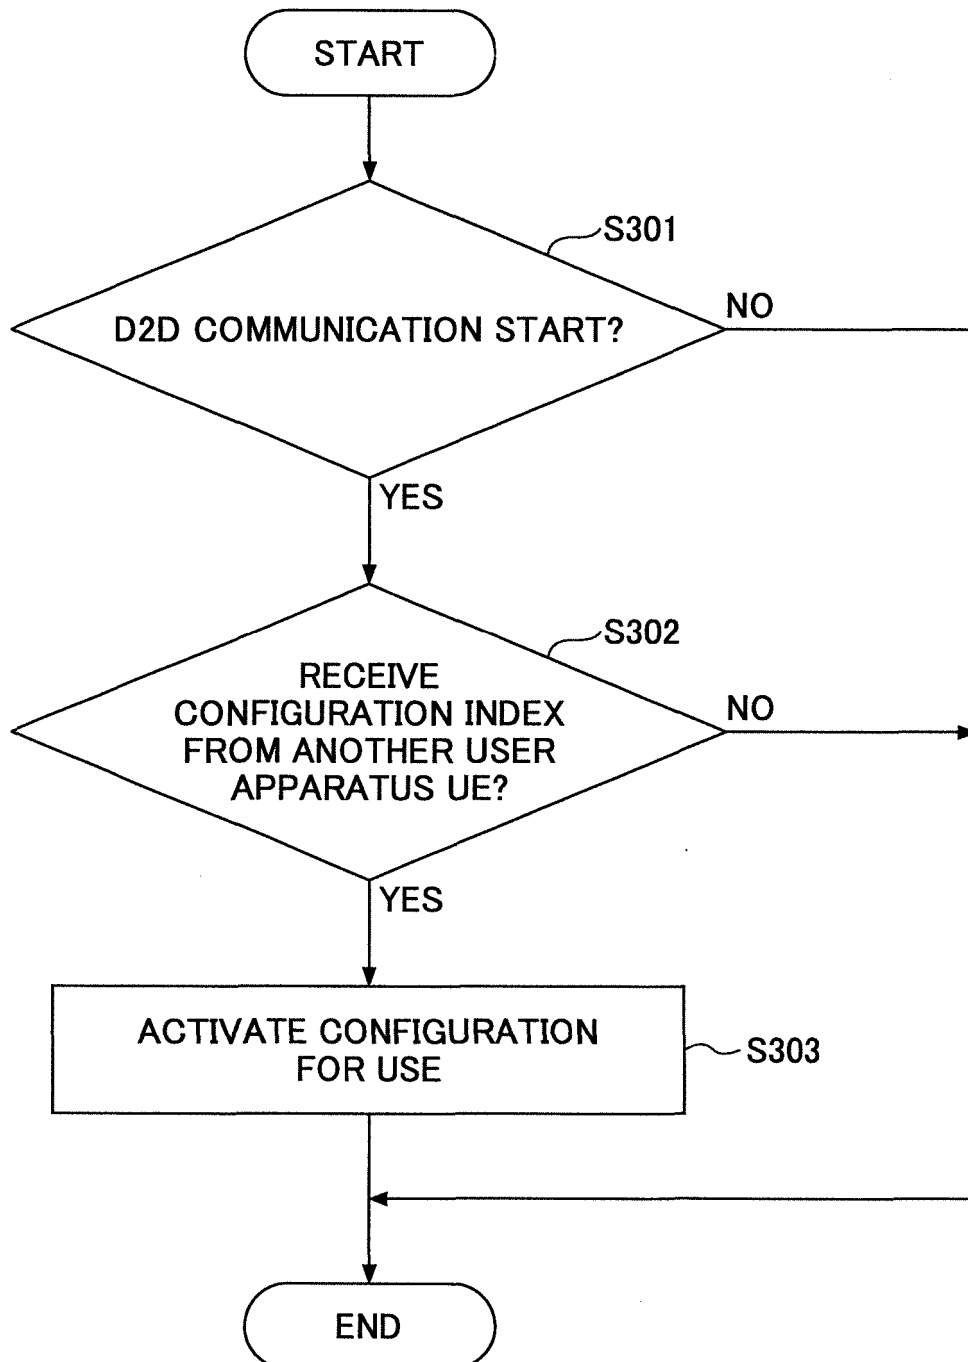 START
S301
D2D COMMUNICATION START?
NO
YES
S302
RECEIVE
CONFIGURATION INDEX
FROM ANOTHER USER
APPARATUS UE?
NO
YES
ACTIVATE CONFIGURATION
FOR USE
S303
END